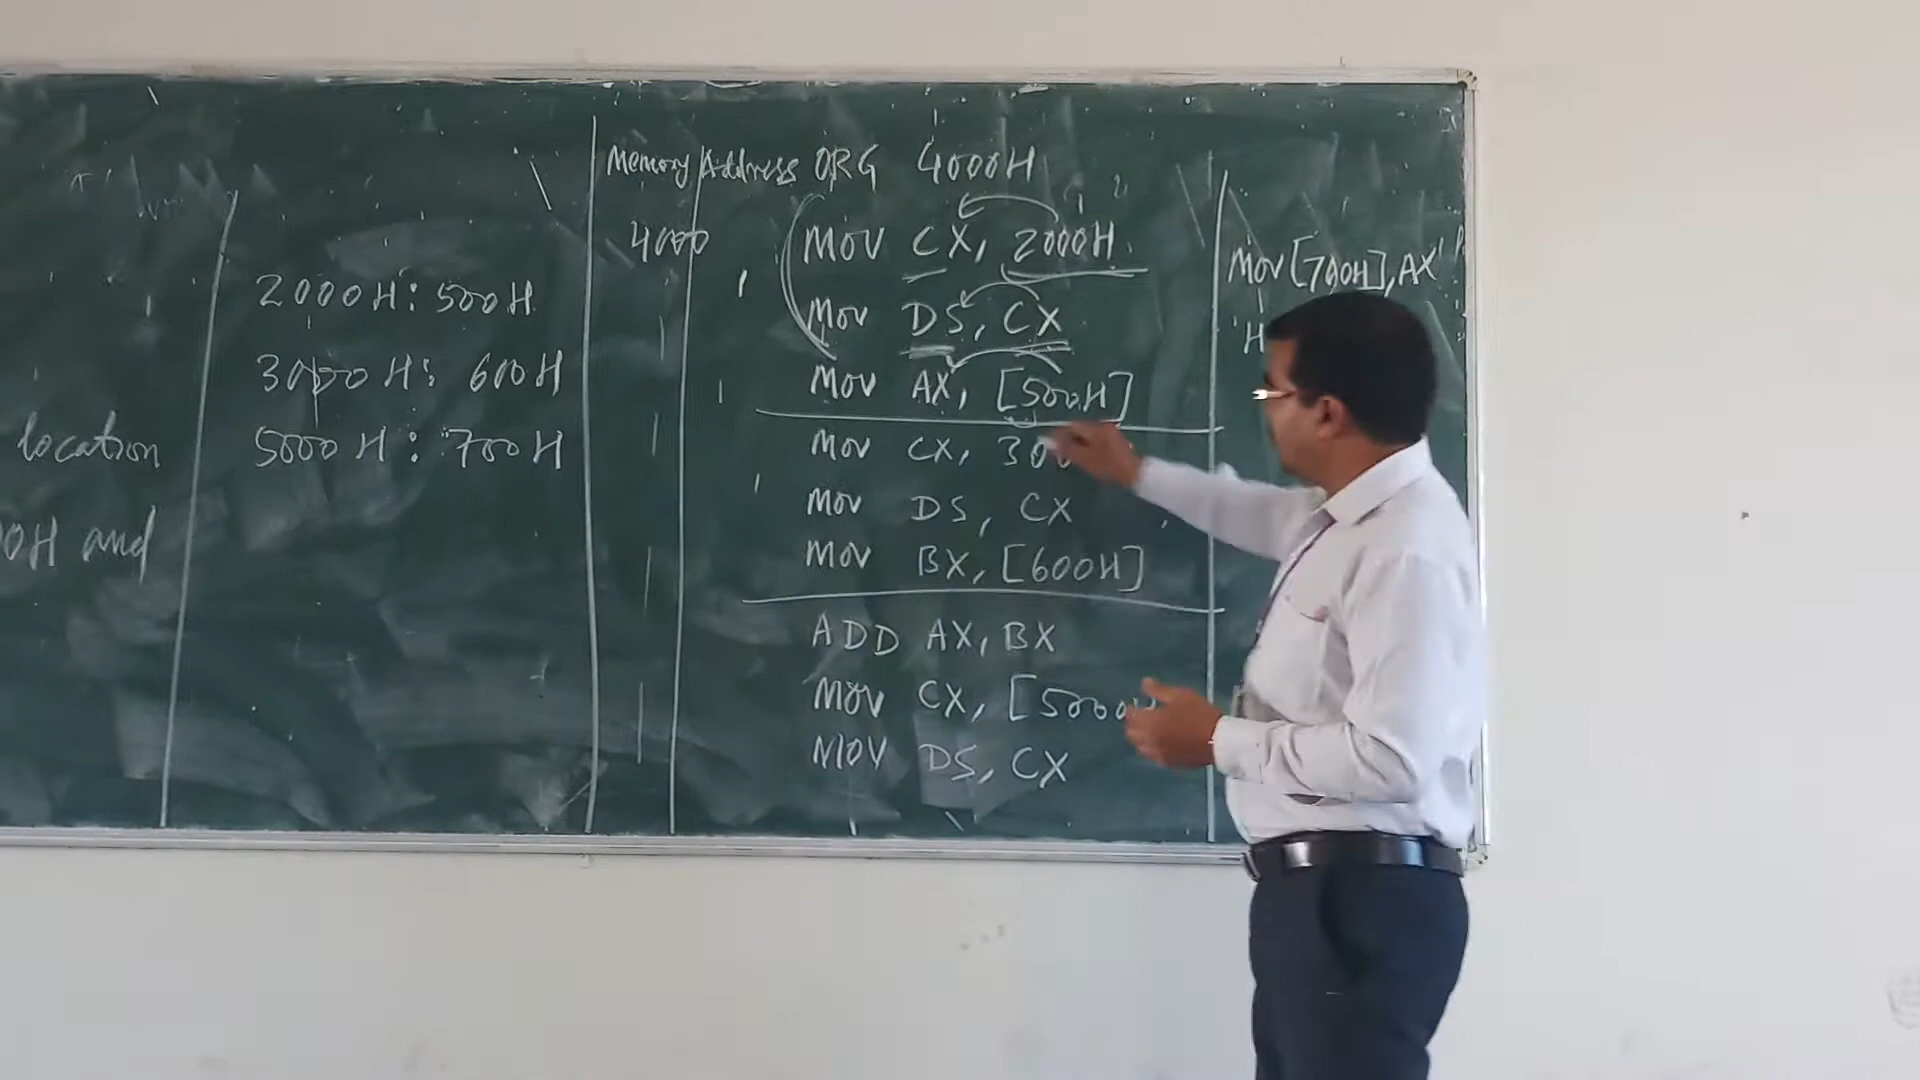 location
00H and
2000H: 500H
3000H: 600H
5000H: 700H
Memory Address ORG 4000H
4000 MOV CX, 2000H
MOV DS, CX
MOV AX, [500H]
MOV CX, 300
MOV DS, CX
MOV BX, [600H]
ADD AX, BX
MOV CX, [5000H
MOV DS, CX
MOV [700H], AX
H